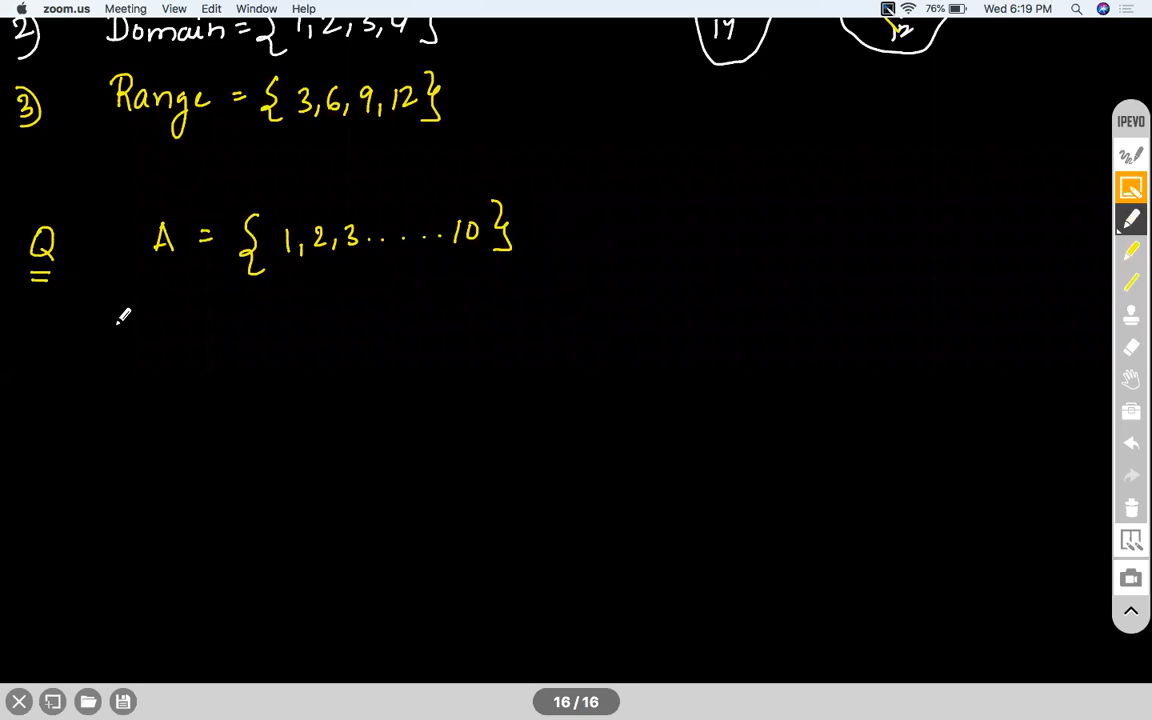 zoom.us Meeting View Edit Window Help 76% Wed 6:19 PM
2) Domain = { 1, 2, 3, 4 }
3) Range = { 3, 6, 9, 12 }
Q A = { 1, 2, 3 . . . . . . 10 }
IPEVO
16 / 16